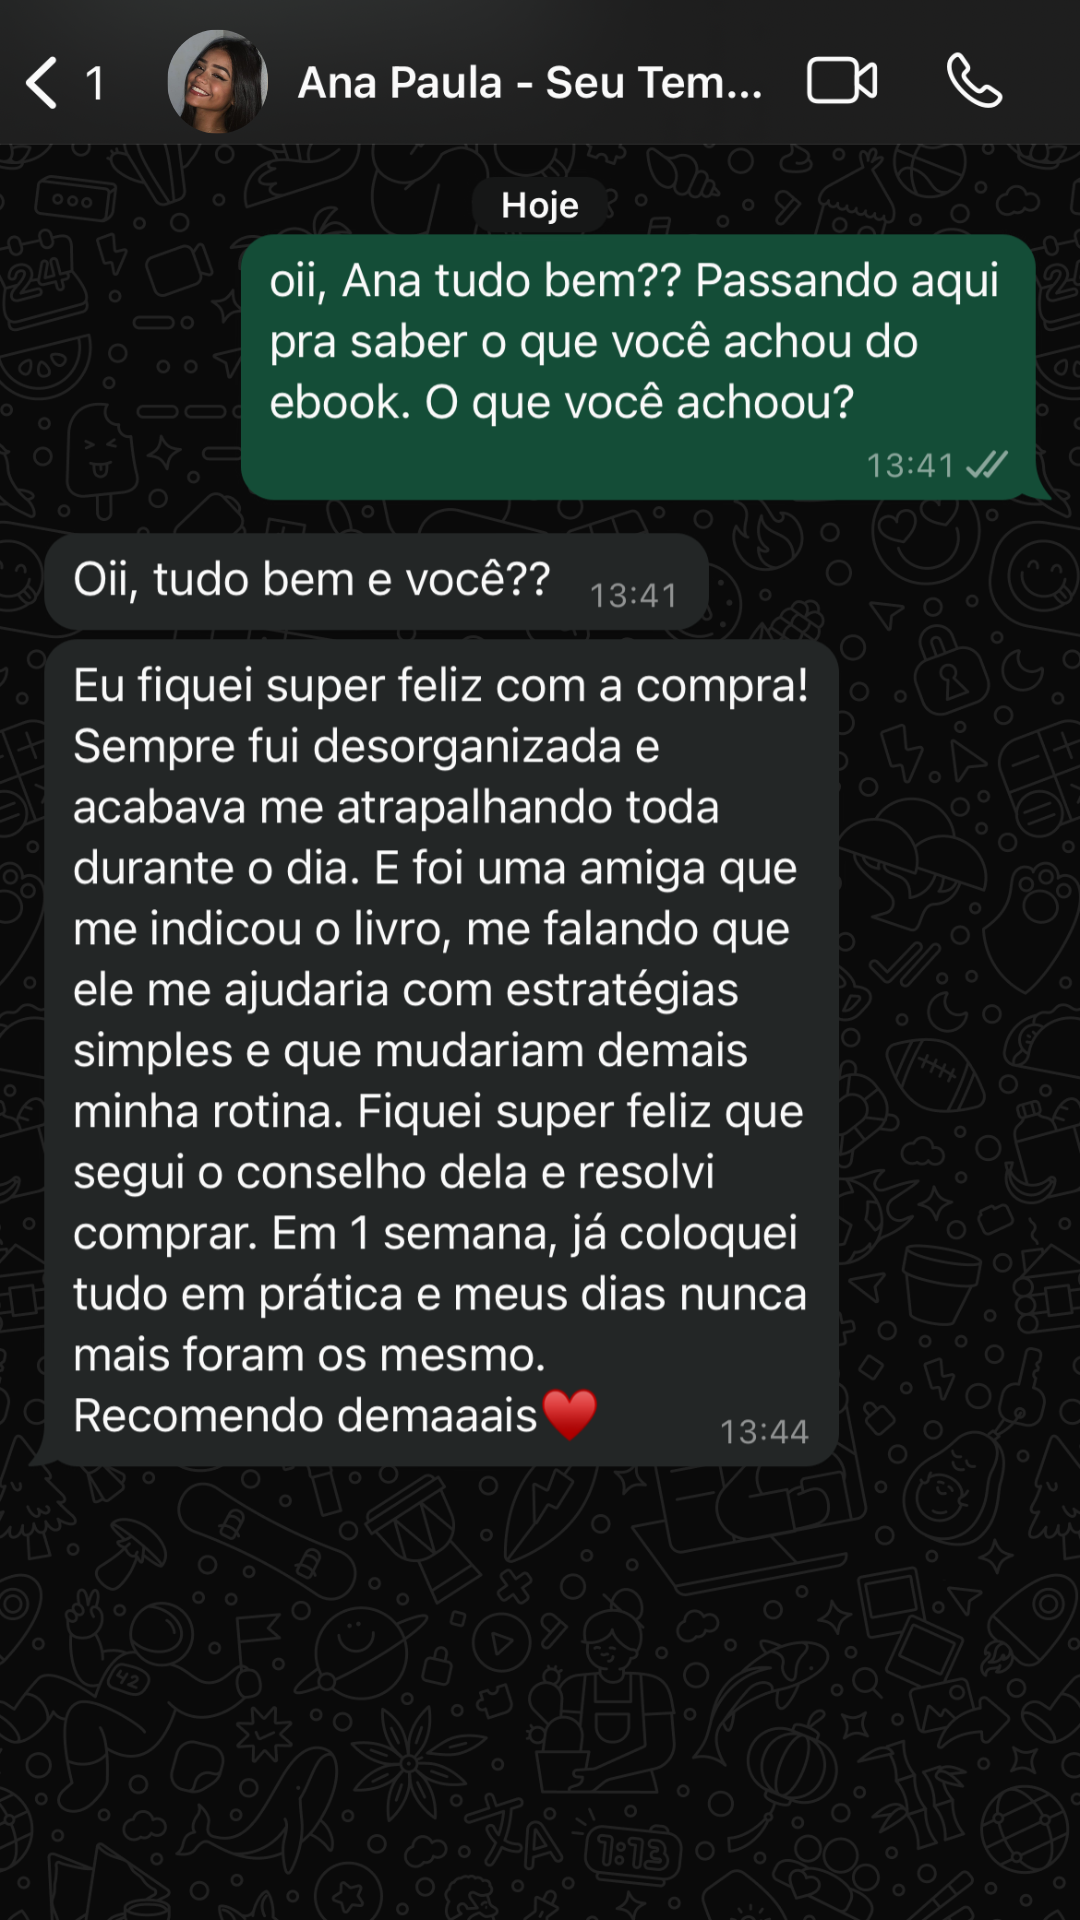 1
Ana Paula - Seu Tem...
Hoje
oii, Ana tudo bem?? Passando aqui
pra saber o que você achou do
ebook. O que você achoou?
13:41
Oii, tudo bem e você??
13:41
Eu fiquei super feliz com a compra!
Sempre fui desorganizada e
acabava me atrapalhando toda
durante o dia. E foi uma amiga que
me indicou o livro, me falando que
ele me ajudaria com estratégias
simples e que mudariam demais
minha rotina. Fiquei super feliz que
segui o conselho dela e resolvi
comprar. Em 1 semana, já coloquei
tudo em prática e meus dias nunca
mais foram os mesmo.
Recomendo demaaais♥️
13:44
24
42
1:13